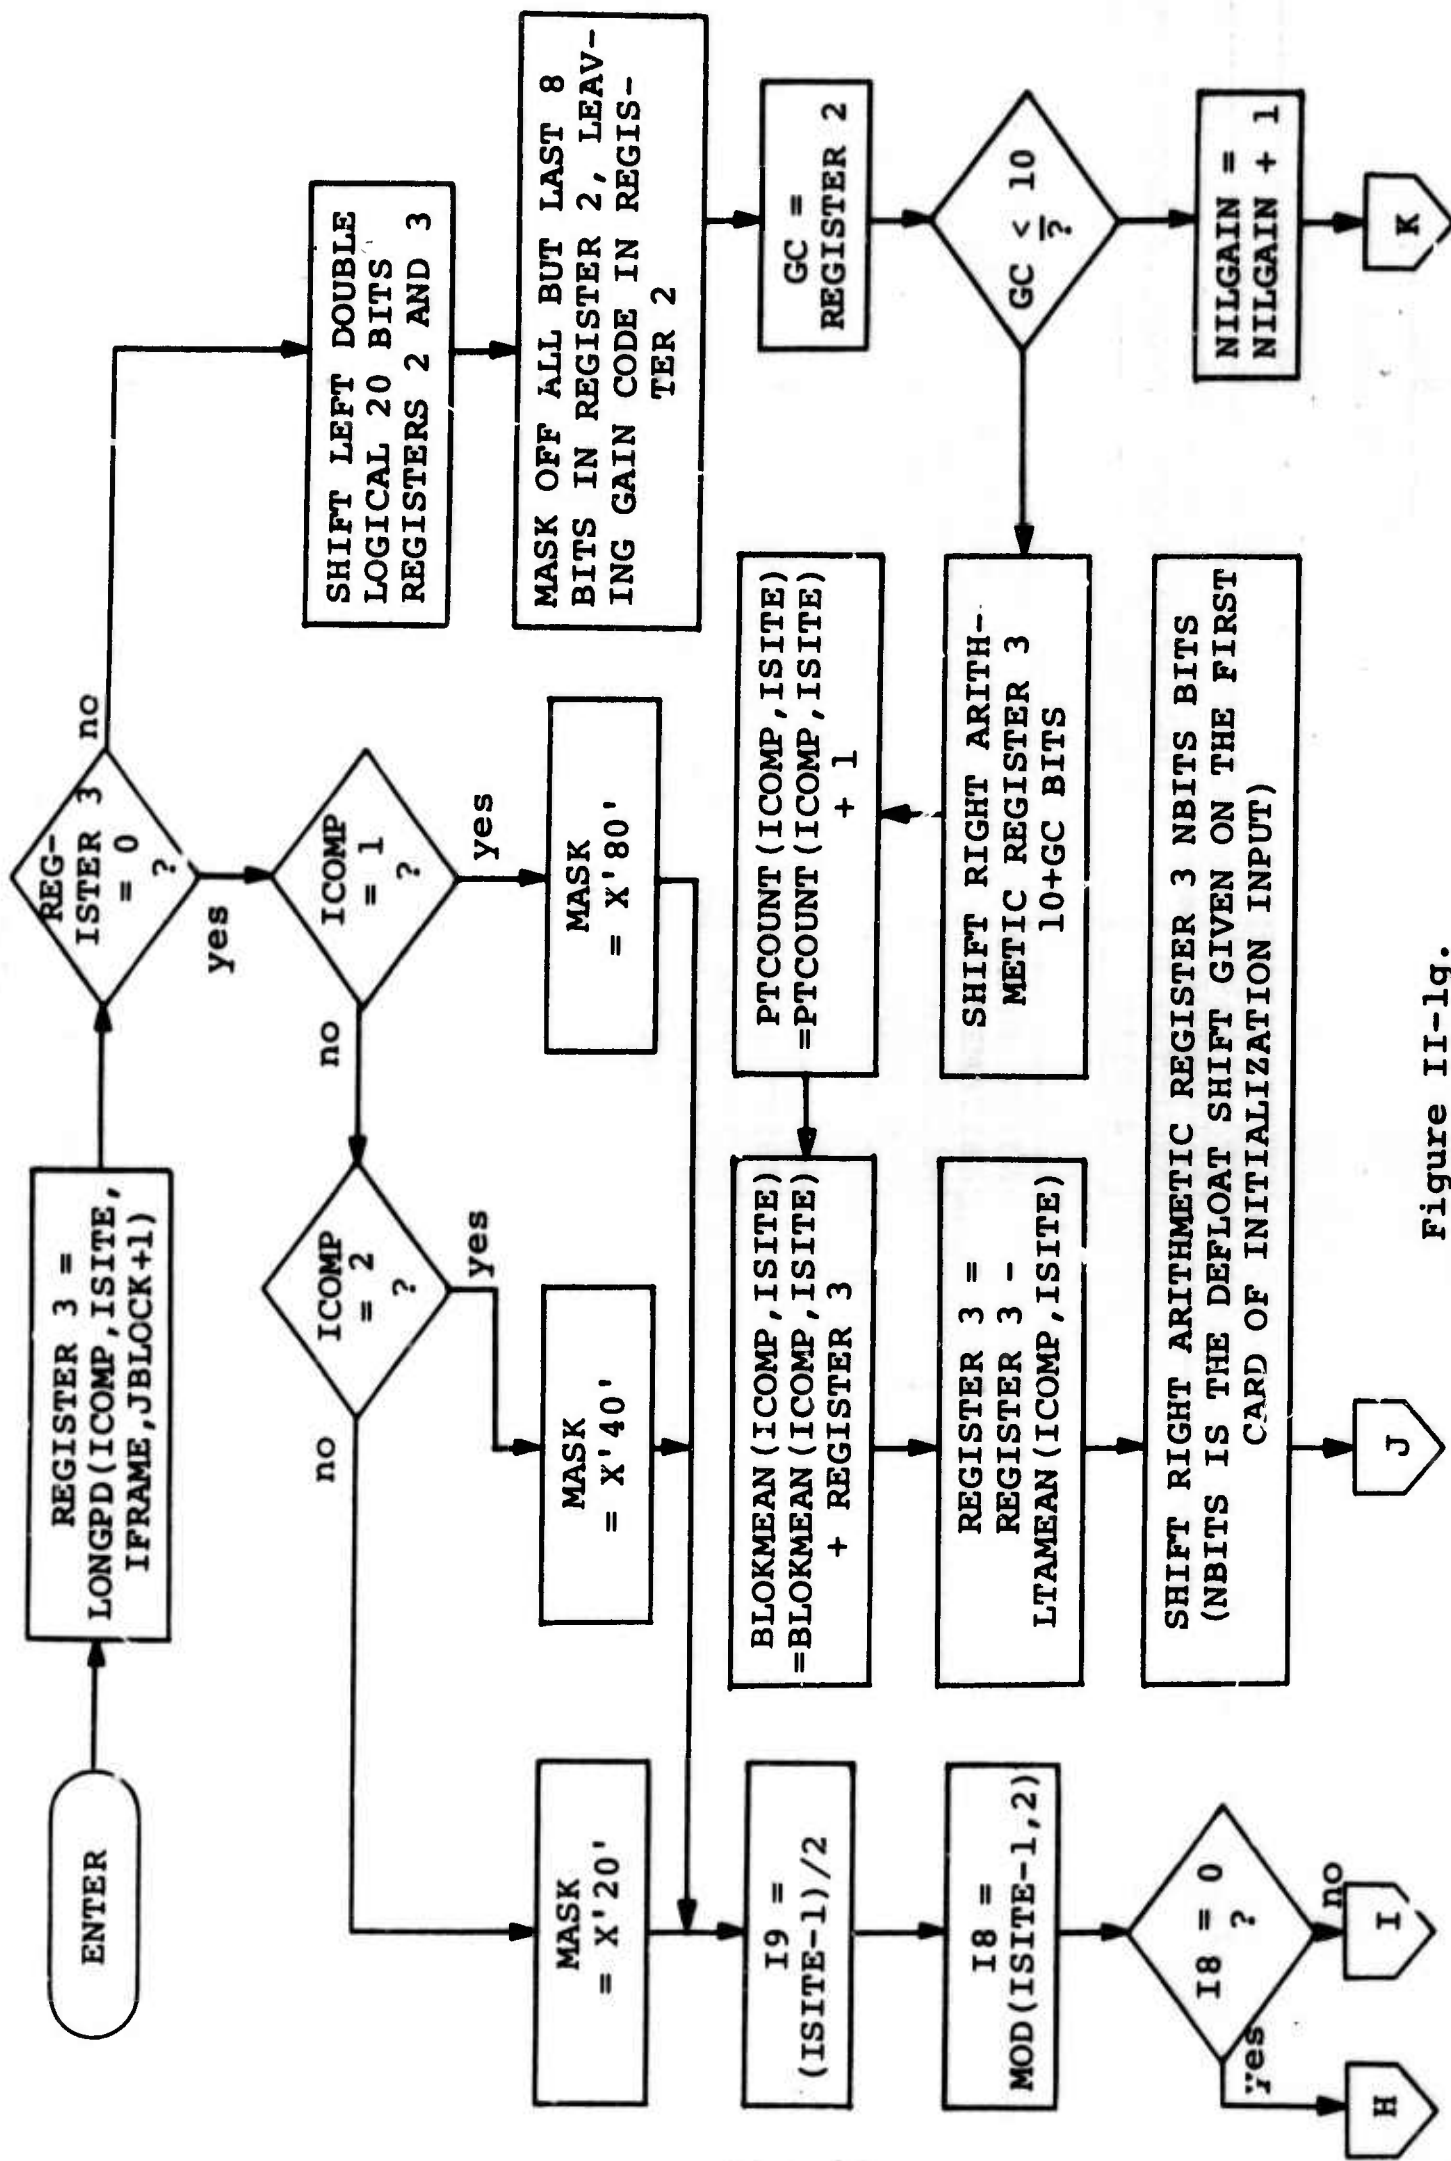 ENTER
REGISTER 3 =
LONGPD(ICOMP,ISITE,
IFRAME,JBLOCK+1)
REG-
ISTER 3
= 0
?
no
yes
SHIFT LEFT DOUBLE
LOGICAL 20 BITS
REGISTERS 2 AND 3
MASK OFF ALL BUT LAST 8
BITS IN REGISTER 2, LEAV-
ING GAIN CODE IN REGIS-
TER 2
GC =
REGISTER 2
GC ≤ 10
?
NILGAIN =
NILGAIN + 1
K
ICOMP
= 1
?
yes
no
MASK
= X'80'
ICOMP
= 2
?
yes
no
MASK
= X'40'
MASK
= X'20'
I9 =
(ISITE-1)/2
I8 =
MOD(ISITE-1,2)
I8 = 0
?
yes
no
H
I
SHIFT RIGHT ARITH-
METIC REGISTER 3
10+GC BITS
PTCOUNT(ICOMP,ISITE)
=PTCOUNT(ICOMP,ISITE)
+ 1
BLOKMEAN(ICOMP,ISITE)
=BLOKMEAN(ICOMP,ISITE)
+ REGISTER 3
REGISTER 3 =
REGISTER 3 -
LTAMEAN(ICOMP,ISITE)
SHIFT RIGHT ARITHMETIC REGISTER 3 NBITS BITS
(NBITS IS THE DEFLOAT SHIFT GIVEN ON THE FIRST
CARD OF INITIALIZATION INPUT)
J
Figure II-1g.